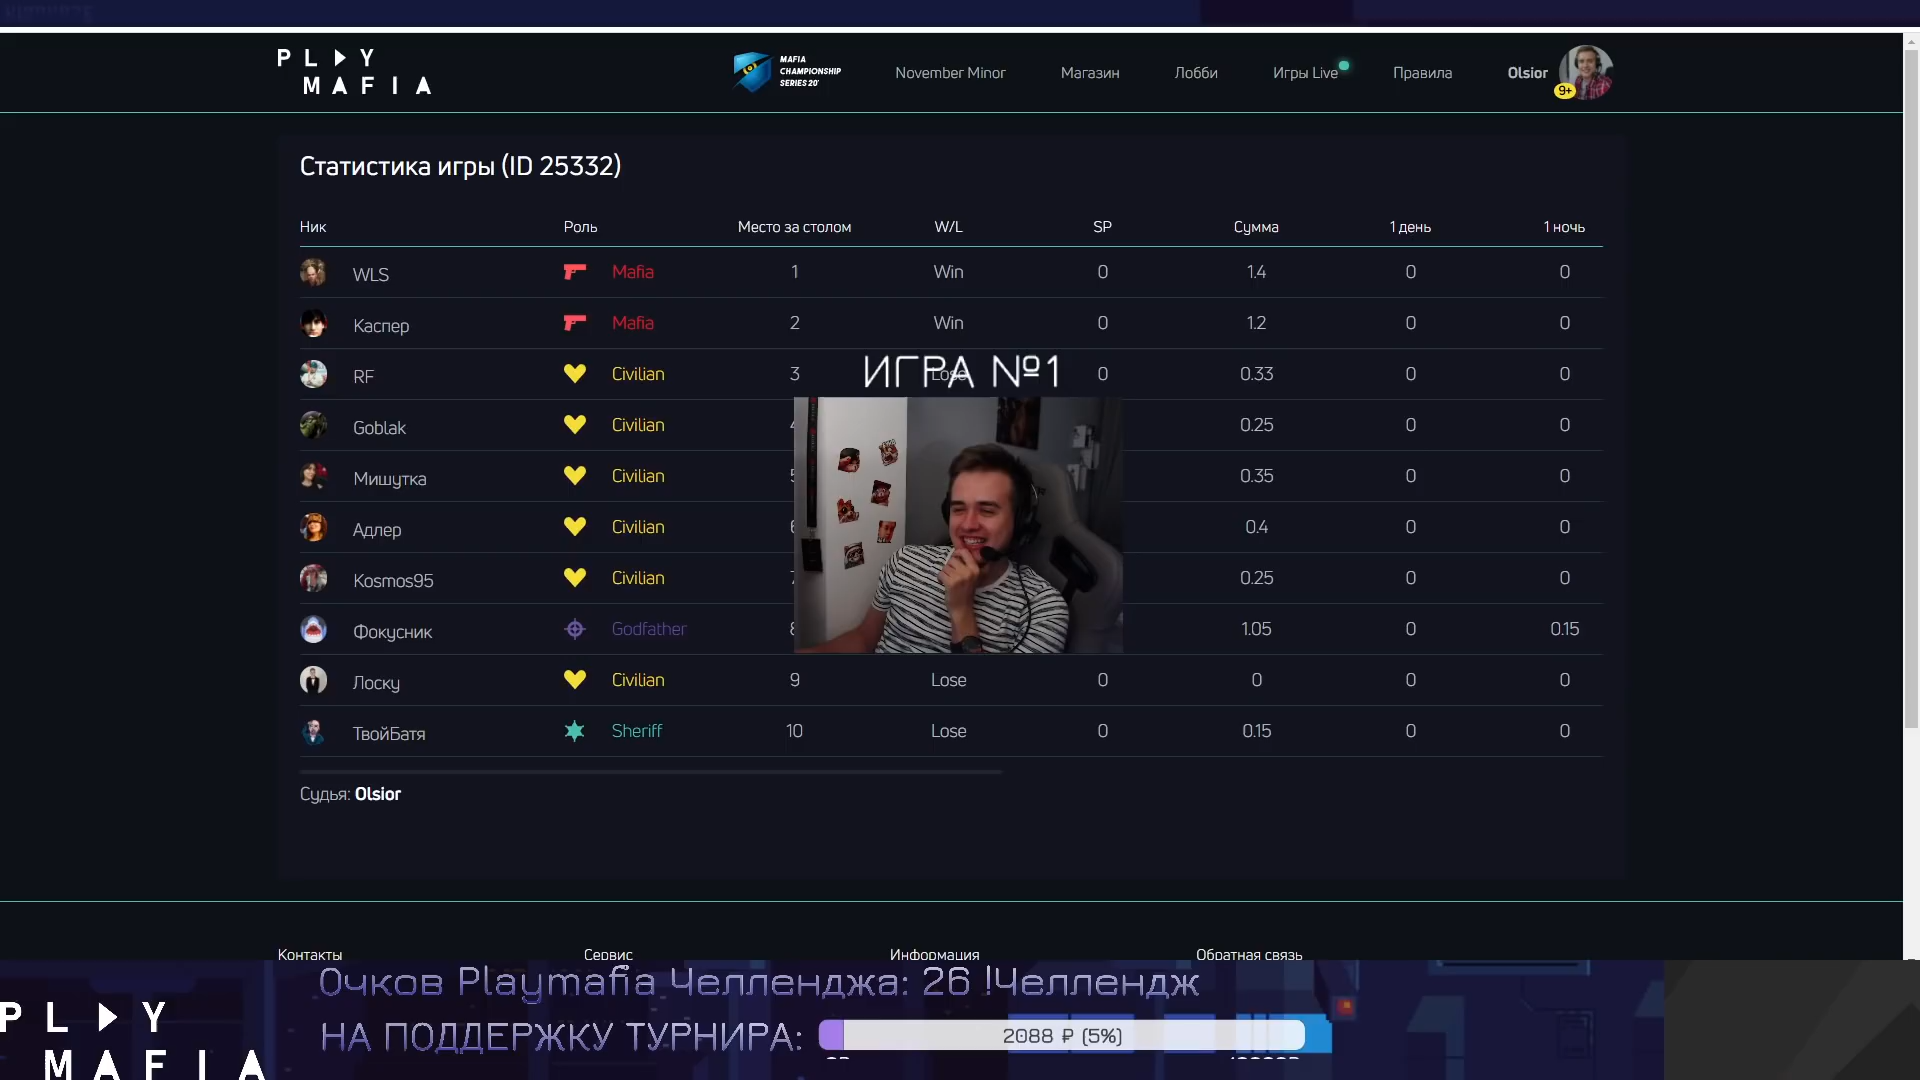 PLAY
MAFIA
MAFIA
CHAMPIONSHIP
SERIES 20'
November Minor
Магазин
Лобби
Игры Live
Правила
Olsior
9+
Статистика игры (ID 25332)
Ник Роль Место за столом W/L SP Сумма 1 день 1 ночь
WLS Mafia 1 Win 0 1.4 0 0
Каспер Mafia 2 Win 0 1.2 0 0
ИГРА №1
RF Civilian 3 Lose 0 0.33 0 0
Goblak Civilian 0.25 0 0
Мишутка Civilian 0.35 0 0
Адлер Civilian 0.4 0 0
Kosmos95 Civilian 0.25 0 0
Фокусник Godfather 1.05 0 0.15
Лоску Civilian 9 Lose 0 0 0 0
ТвойБатя Sheriff 10 Lose 0 0.15 0 0
Судья: Olsior
Контакты Сервис Информация Обратная связь
Очков Playmafia Челленджа: 26 !Челлендж
НА ПОДДЕРЖКУ ТУРНИРА: 2088 ₽ (5%)
PLAY
MAFIA